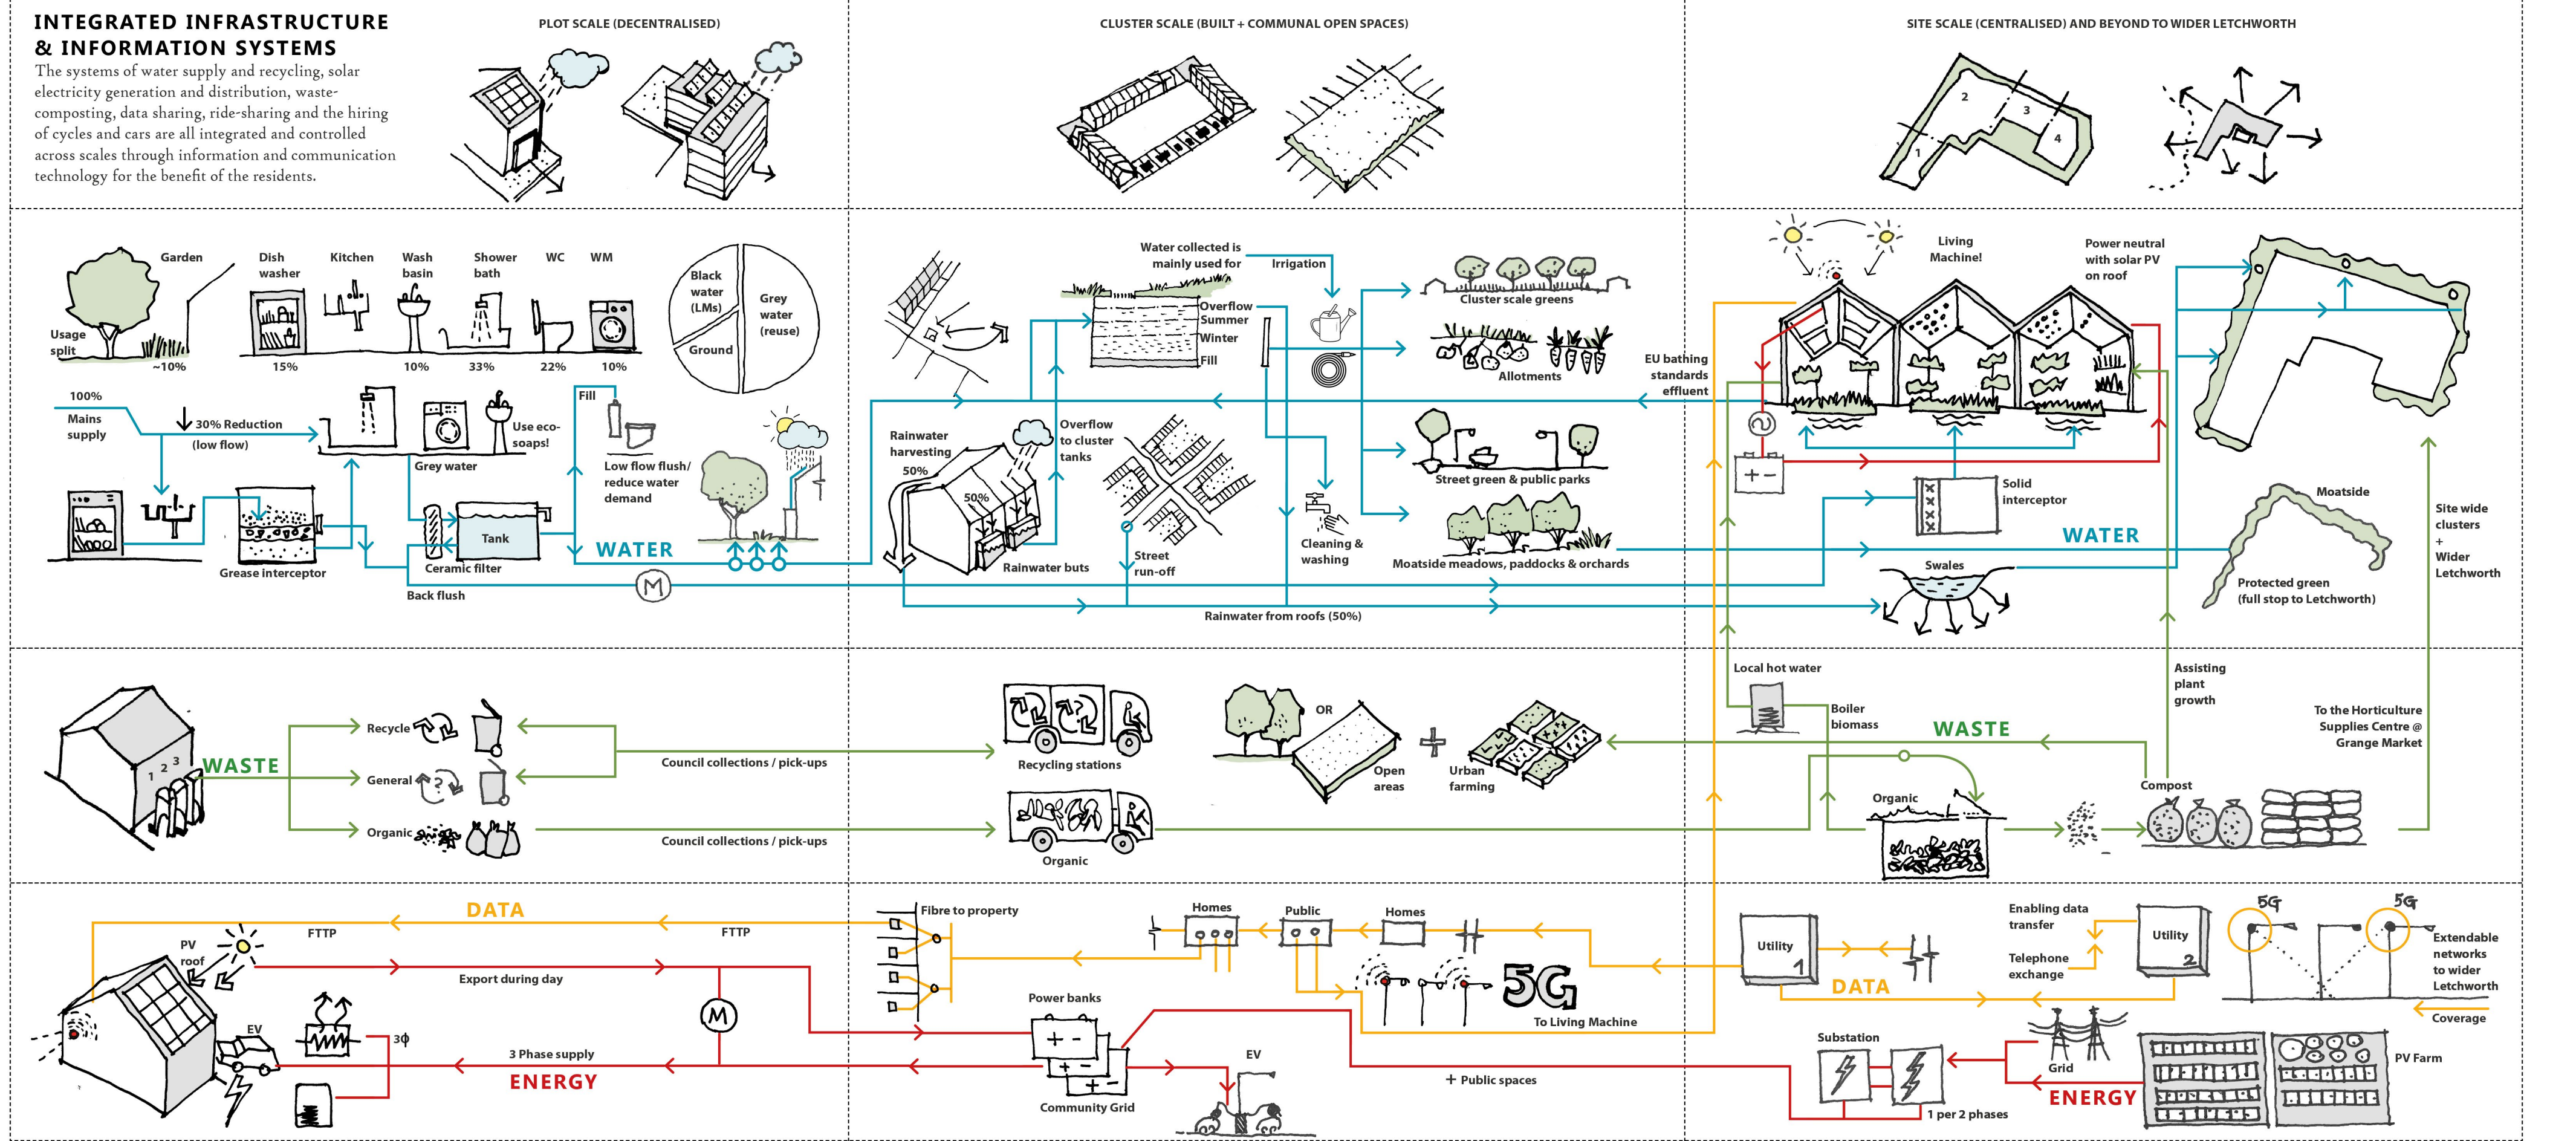 INTEGRATED INFRASTRUCTURE
& INFORMATION SYSTEMS
The systems of water supply and recycling, solar
electricity generation and distribution, waste-
composting, data sharing, ride-sharing and the hiring
of cycles and cars are all integrated and controlled
across scales through information and communication
technology for the benefit of the residents.
PLOT SCALE (DECENTRALISED)
CLUSTER SCALE (BUILT + COMMUNAL OPEN SPACES)
SITE SCALE (CENTRALISED) AND BEYOND TO WIDER LETCHWORTH
1
2
3
4
Garden
Usage
split
~10%
Dish
washer
15%
Kitchen
Wash
basin
10%
Shower
bath
33%
WC
22%
WM
10%
Black
water
(LMs)
Grey
water
(reuse)
Ground
100%
Mains
supply
30% Reduction
(low flow)
Use eco-
soaps!
Grey water
Fill
Low flow flush/
reduce water
demand
Grease interceptor
Ceramic filter
Tank
Back flush
WATER
M
Water collected is
mainly used for
Irrigation
Overflow
Summer
Winter
Fill
Rainwater
harvesting
50%
50%
Overflow
to cluster
tanks
Rainwater buts
Street
run-off
Cleaning &
washing
Rainwater from roofs (50%)
Cluster scale greens
Allotments
Street green & public parks
Moatside meadows, paddocks & orchards
EU bathing
standards
effluent
Living
Machine!
Power neutral
with solar PV
on roof
+ -
Solid
interceptor
WATER
Swales
Moatside
Protected green
(full stop to Letchworth)
Site wide
clusters
+
Wider
Letchworth
1 2 3
WASTE
Recycle
General
?
Organic
Council collections / pick-ups
Council collections / pick-ups
Recycling stations
Organic
OR
Open
areas
Urban
farming
Local hot water
Boiler
biomass
WASTE
Organic
Assisting
plant
growth
Compost
To the Horticulture
Supplies Centre @
Grange Market
DATA
FTTP
FTTP
PV
roof
Export during day
EV
3ϕ
3 Phase supply
ENERGY
M
Fibre to property
Homes
Public
Homes
5G
To Living Machine
Power banks
+ -
+ -
+ -
Community Grid
EV
+ Public spaces
Utility
1
DATA
Enabling data
transfer
Telephone
exchange
Utility
2
5G
5G
Extendable
networks
to wider
Letchworth
Coverage
Substation
1 per 2 phases
Grid
ENERGY
PV Farm